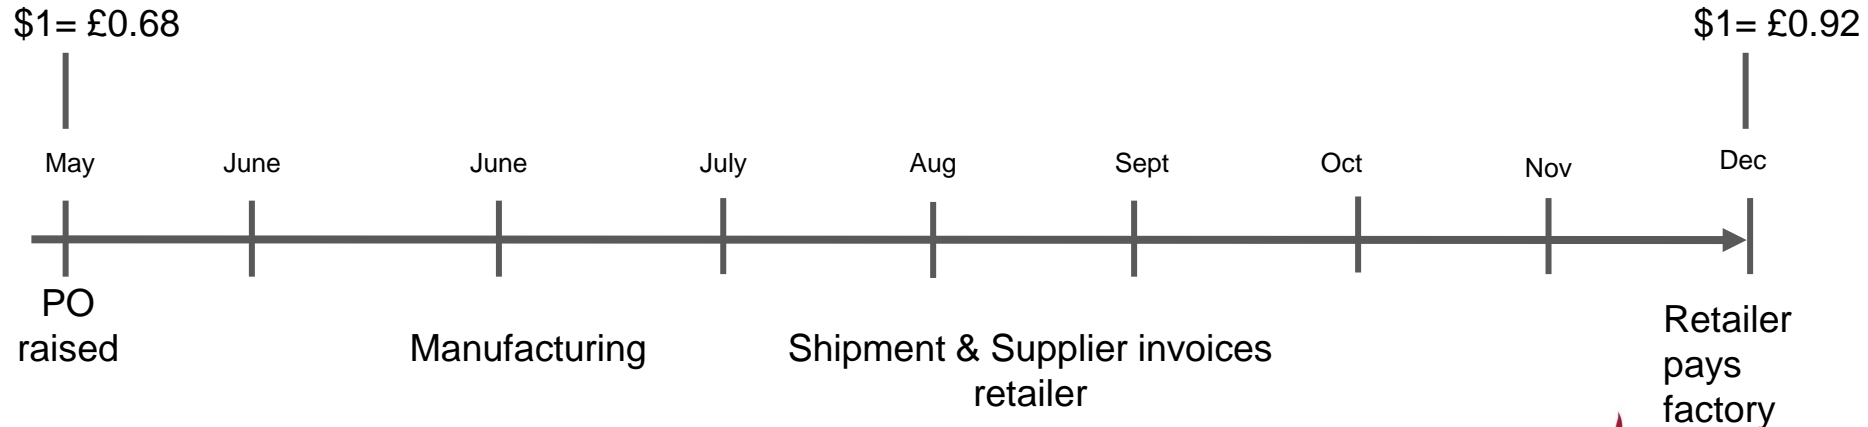 $1= £0.68
$1= £0.92
May
June
June
July
Aug
Sept
Oct
Nov
Dec
PO
raised
Manufacturing
Shipment & Supplier invoices
retailer
Retailer
pays
factory